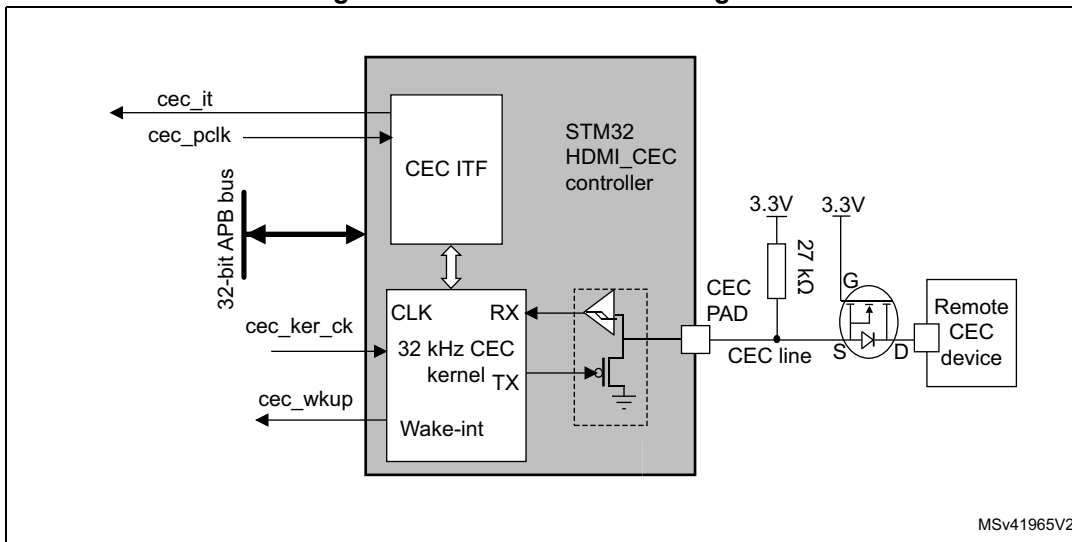 cec_it
cec_pclk
CEC ITF
STM32
HDMI_CEC
controller
32-bit APB bus
3.3V
3.3V
27 kΩ
G
CEC
PAD
S
D
CEC line
Remote
CEC
device
cec_ker_ck
CLK
RX
32 kHz CEC
kernel
TX
cec_wkup
Wake-int
MSv41965V2